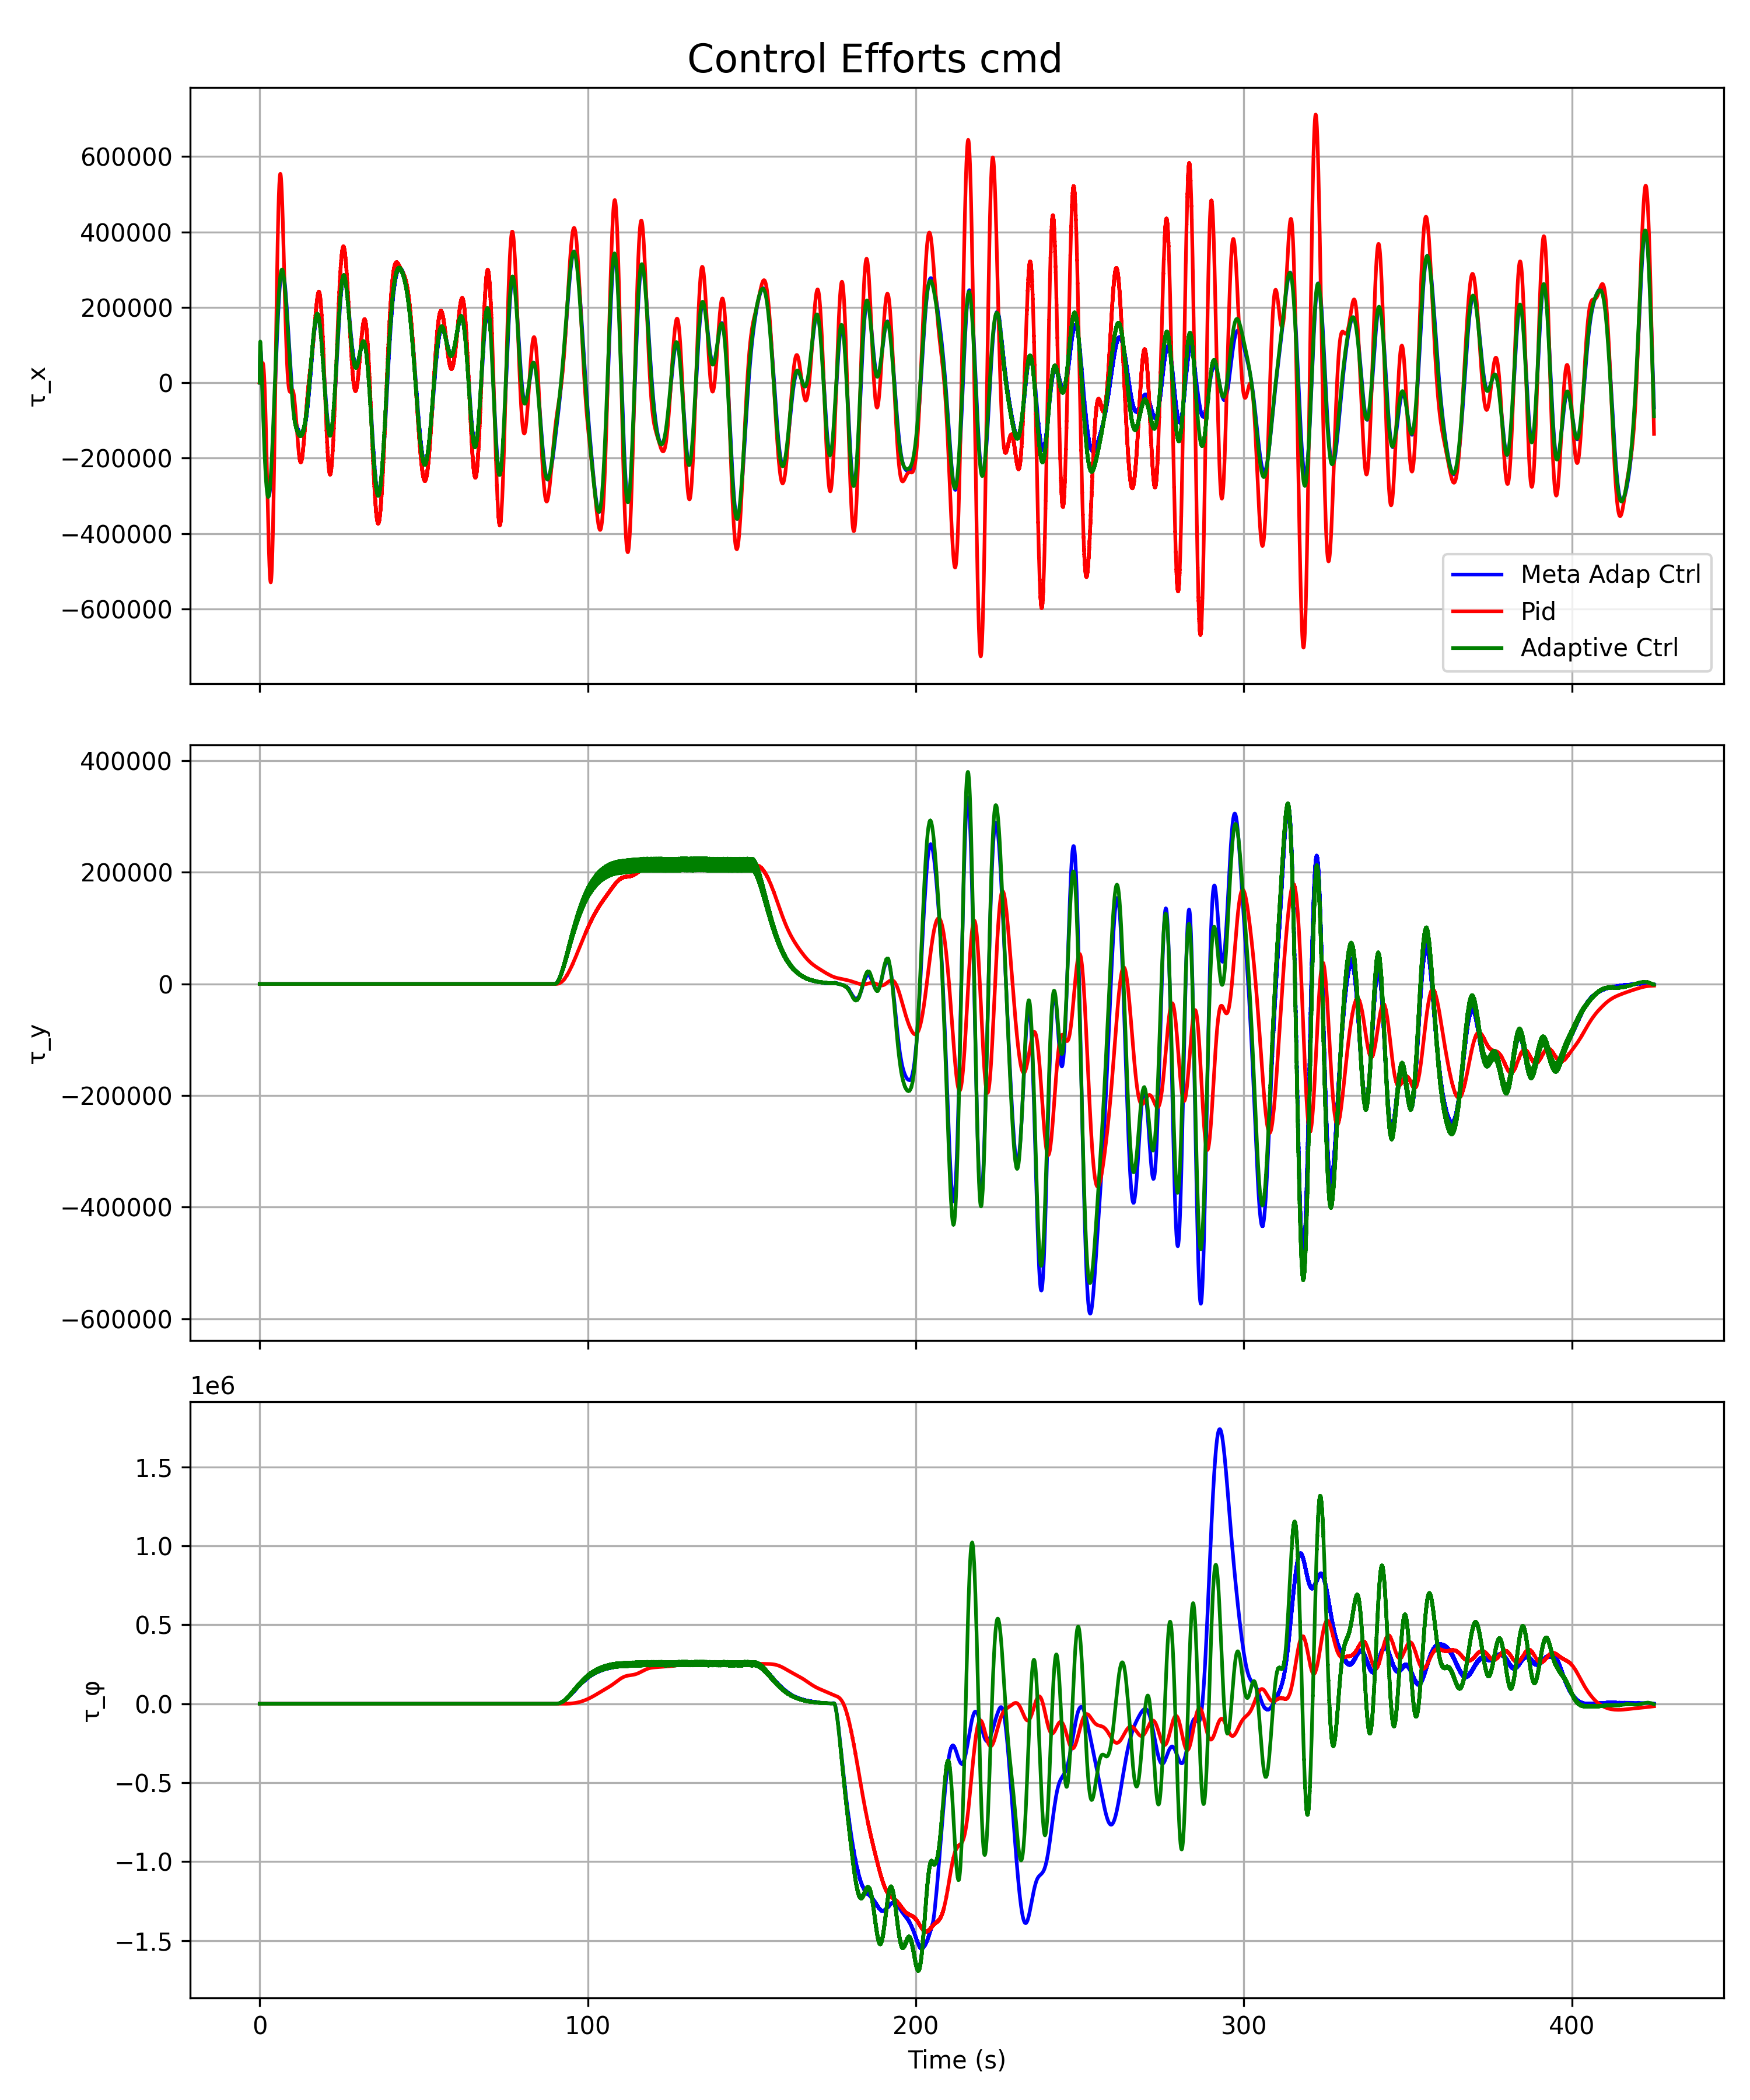 Control Efforts cmd
600000
400000
200000
0
−200000
−400000
−600000
τ_x
Meta Adap Ctrl
Pid
Adaptive Ctrl
400000
200000
0
−200000
−400000
−600000
τ_y
1e6
1.5
1.0
0.5
0.0
−0.5
−1.0
−1.5
τ_φ
0 100 200 300 400
Time (s)